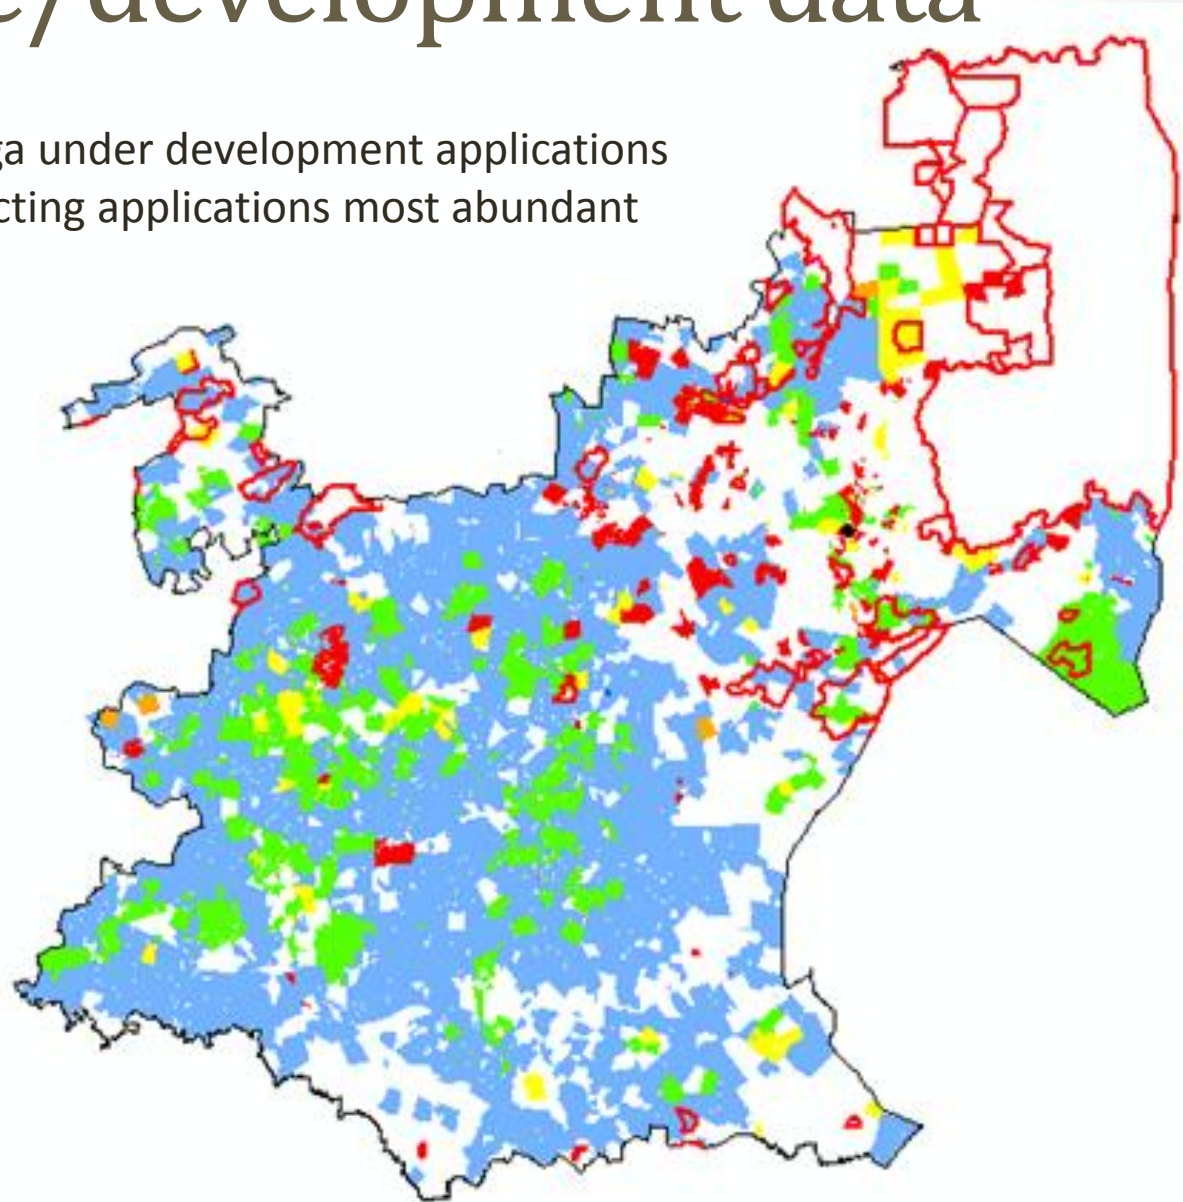 e/development data
ga under development applications
cting applications most abundant